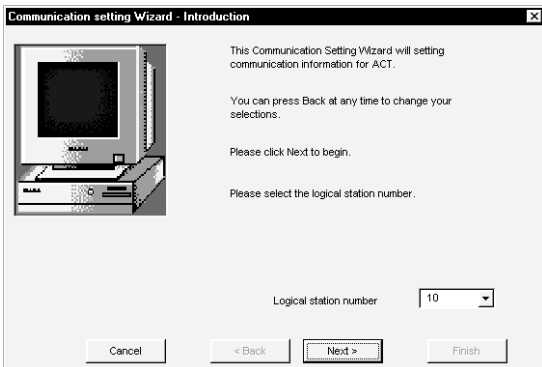 Communication setting Wizard - Introduction
This Communication Setting Wizard will setting
communication information for ACT.
You can press Back at any time to change your
selections.
Please click Next to begin.
Please select the logical station number.
Logical station number 10
Cancel < Back Next > Finish